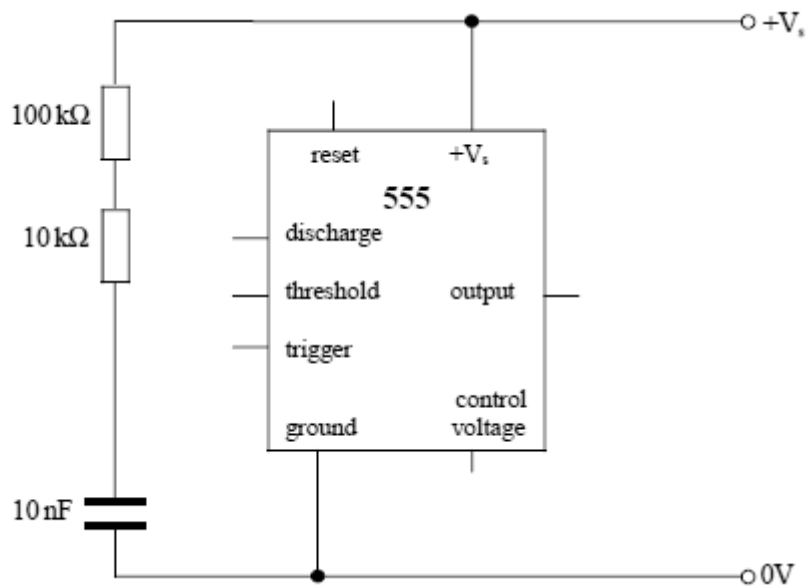 +Vs
100 kΩ
reset
+Vs
555
10 kΩ
discharge
threshold
output
trigger
control
voltage
ground
10 nF
0V